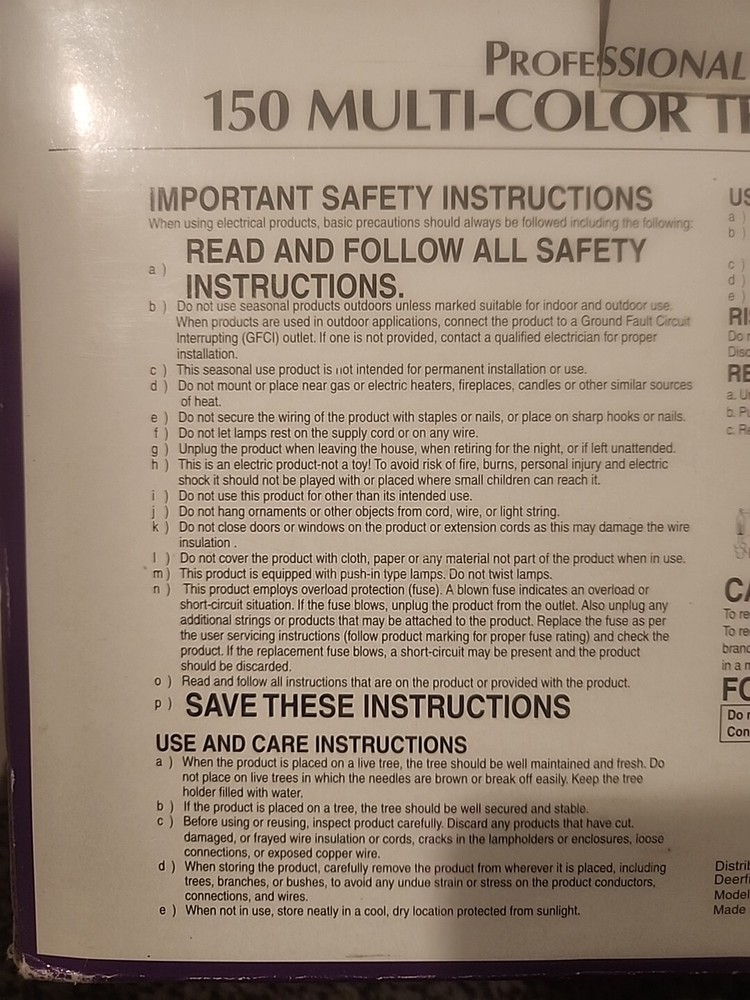 PROFESSIONAL
150 MULTI-COLOR
IMPORTANT SAFETY INSTRUCTIONS
When using electrical products, basic precautions should always be followed including the following:
a ) READ AND FOLLOW ALL SAFETY
INSTRUCTIONS.
b ) Do not use seasonal products outdoors unless marked suitable for indoor and outdoor use.
When products are used in outdoor applications, connect the product to a Ground Fault Circuit
Interrupting (GFCI) outlet. If one is not provided, contact a qualified electrician for proper
installation.
c ) This seasonal use product is not intended for permanent installation or use.
d ) Do not mount or place near gas or electric heaters, fireplaces, candles or other similar sources
of heat.
e ) Do not secure the wiring of the product with staples or nails, or place on sharp hooks or nails.
f ) Do not let lamps rest on the supply cord or on any wire.
g ) Unplug the product when leaving the house, when retiring for the night, or if left unattended.
h ) This is an electric product-not a toy! To avoid risk of fire, burns, personal injury and electric
shock it should not be played with or placed where small children can reach it.
i ) Do not use this product for other than its intended use.
j ) Do not hang ornaments or other objects from cord, wire, or light string.
k ) Do not close doors or windows on the product or extension cords as this may damage the wire
insulation .
l ) Do not cover the product with cloth, paper or any material not part of the product when in use.
m ) This product is equipped with push-in type lamps. Do not twist lamps.
n ) This product employs overload protection (fuse). A blown fuse indicates an overload or
short-circuit situation. If the fuse blows, unplug the product from the outlet. Also unplug any
additional strings or products that may be attached to the product. Replace the fuse as per
the user servicing instructions (follow product marking for proper fuse rating) and check the
product. If the replacement fuse blows, a short-circuit may be present and the product
should be discarded.
o ) Read and follow all instructions that are on the product or provided with the product.
p ) SAVE THESE INSTRUCTIONS
USE AND CARE INSTRUCTIONS
a ) When the product is placed on a live tree, the tree should be well maintained and fresh. Do
not place on live trees in which the needles are brown or break off easily. Keep the tree
holder filled with water.
b ) If the product is placed on a tree, the tree should be well secured and stable.
c ) Before using or reusing, inspect product carefully. Discard any products that have cut.
damaged, or frayed wire insulation or cords, cracks in the lampholders or enclosures, loose
connections, or exposed copper wire.
d ) When storing the product, carefully remove the product from wherever it is placed, including
trees, branches, or bushes, to avoid any undue strain or stress on the product conductors,
connections, and wires.
e ) When not in use, store neatly in a cool, dry location protected from sunlight.
a )
b )
c )
d )
e )
a.
b.
c.
To
To
in a
Model
Made